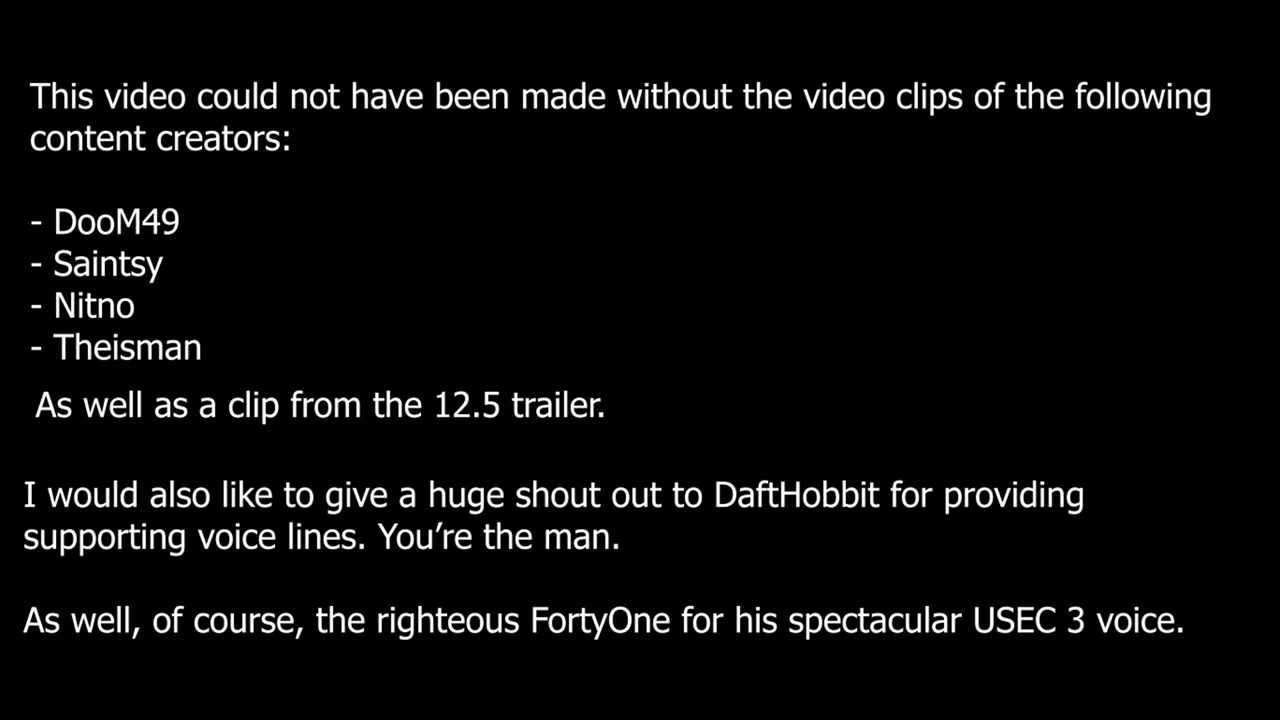 This video could not have been made without the video clips of the following
content creators:
- DooM49
- Saintsy
- Nitno
- Theisman
As well as a clip from the 12.5 trailer.
I would also like to give a huge shout out to DaftHobbit for providing
supporting voice lines. You’re the man.
As well, of course, the righteous FortyOne for his spectacular USEC 3 voice.